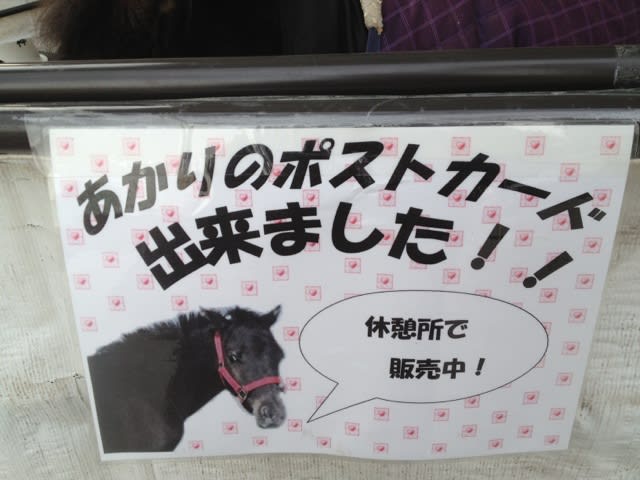 あかりのポストカード
出来ました！！
休憩所で
販売中！